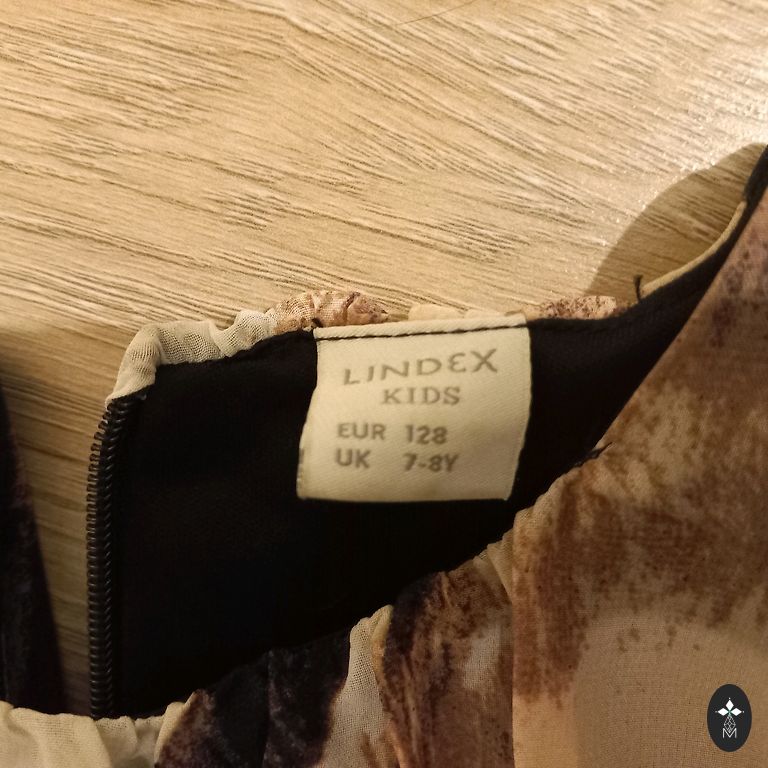 LINDEX
KIDS
EUR 128
UK 7-8Y
M